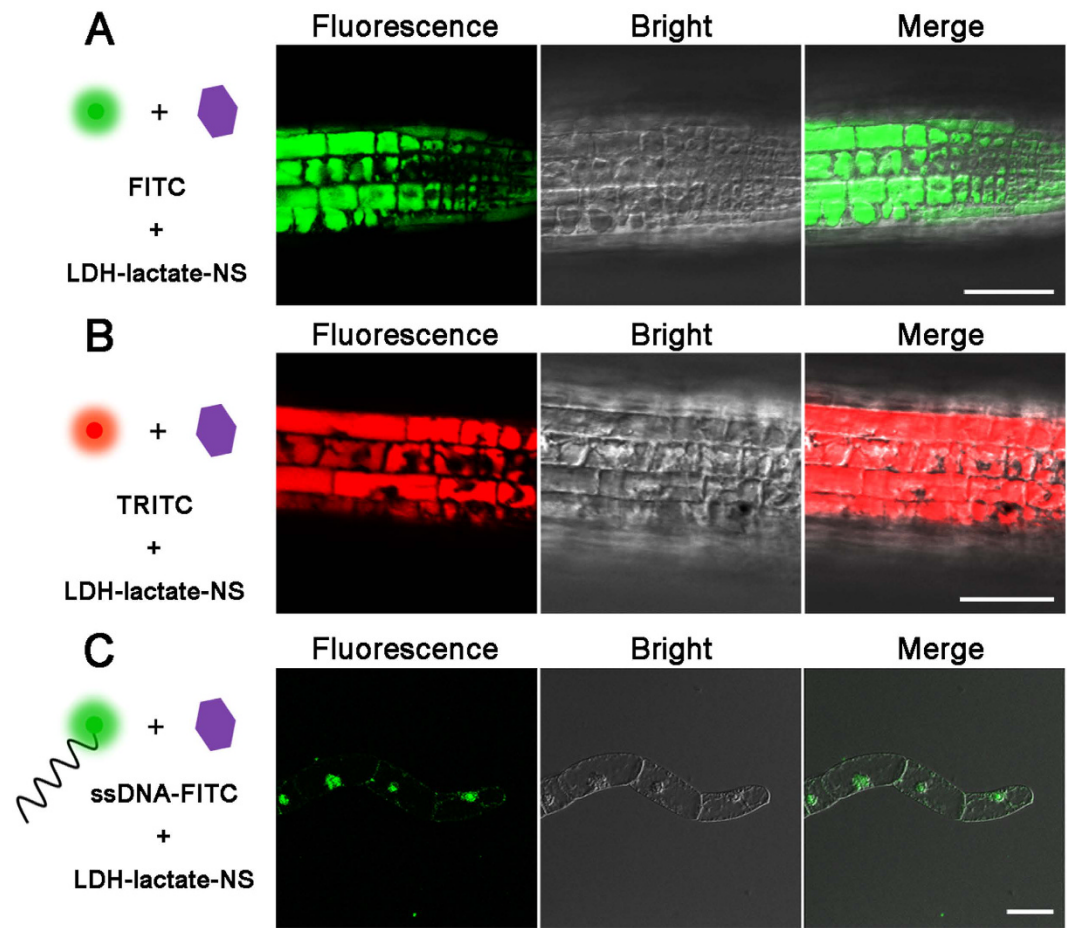 A
Fluorescence Bright Merge
+
FITC
+
LDH-lactate-NS
B
Fluorescence Bright Merge
+
TRITC
+
LDH-lactate-NS
C
Fluorescence Bright Merge
+
ssDNA-FITC
+
LDH-lactate-NS